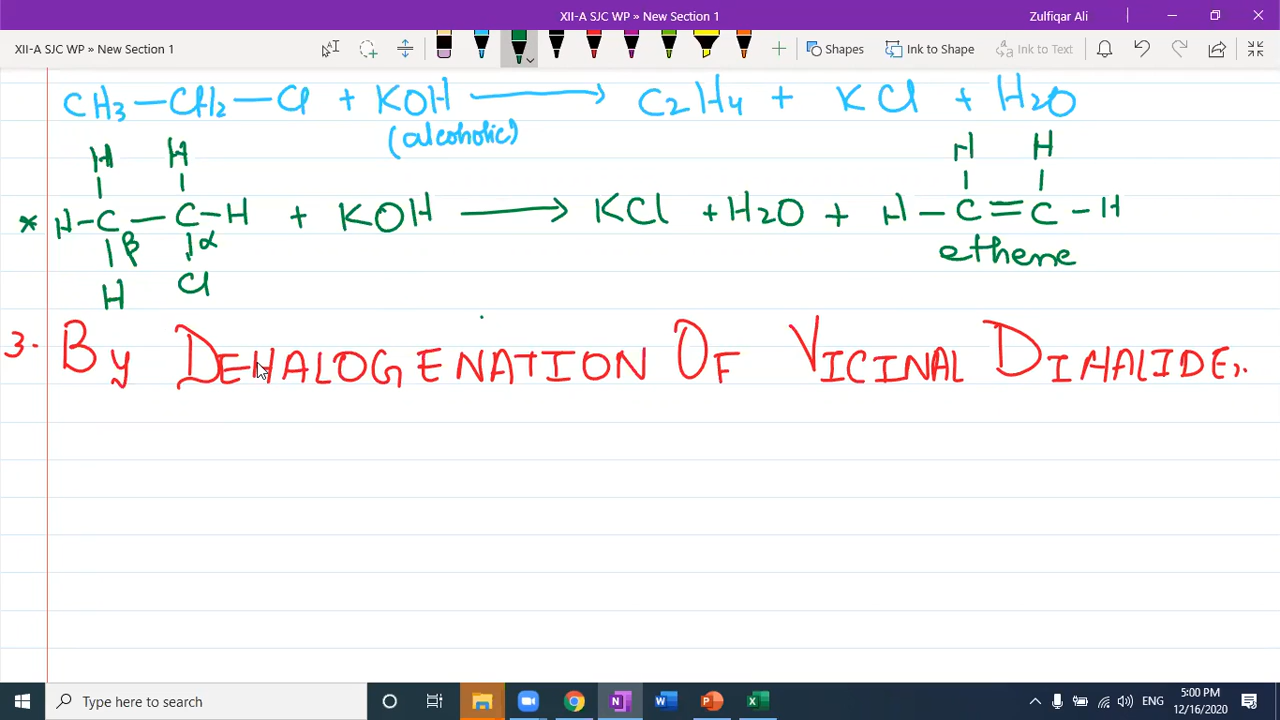 XII-A SJC WP » New Section 1
Zulfiqar Ali
XII-A SJC WP » New Section 1
Shapes
Ink to Shape
Ink to Text
CH3—CH2—Cl + KOH ⟶ C2H4 + KCl + H2O
(alcoholic)
H H H H
* H–C—C–H + KOH ⟶ KCl + H2O + H—C=C–H
β α
ethene
H Cl
3. By DEHALOGENATION OF VICINAL DIHALIDE,.
Type here to search
ENG
5:00 PM
12/16/2020